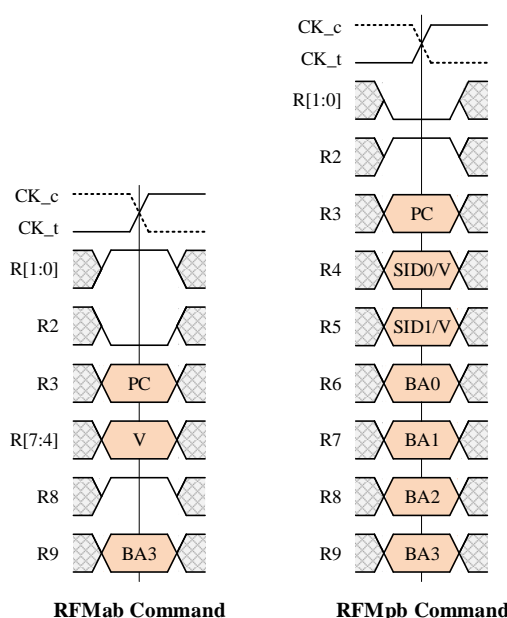 CK_c
CK_t
R[1:0]
R2
R3
PC
R[7:4]
V
R8
R9
BA3
RFMab Command
CK_c
CK_t
R[1:0]
R2
R3
PC
R4
SID0/V
R5
SID1/V
R6
BA0
R7
BA1
R8
BA2
R9
BA3
RFMpb Command